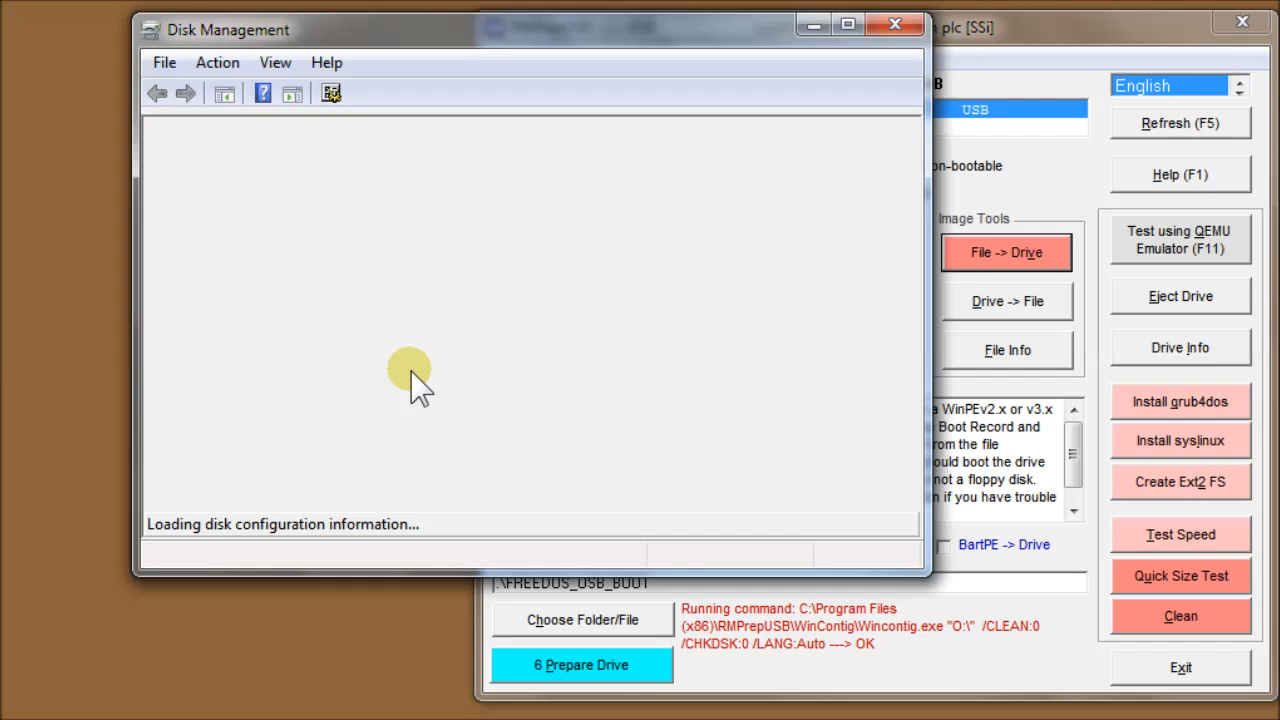 Disk Management
plc [SSi]
File Action View Help
B
English
USB
Refresh (F5)
on-bootable
Help (F1)
Image Tools
Test using QEMU
Emulator (F11)
File -> Drive
Eject Drive
Drive -> File
Drive Info
File Info
Install grub4dos
a WinPEv2.x or v3.x
Boot Record and
rom the file
ould boot the drive
not a floppy disk.
n if you have trouble
Install syslinux
Create Ext2 FS
Loading disk configuration information...
Test Speed
BartPE -> Drive
Quick Size Test
.\FREEDOS_USB_BOOT
Choose Folder/File
Running command: C:\Program Files
(x86)\RMPrepUSB\WinContig\Wincontig.exe "O:\" /CLEAN:0
/CHKDSK:0 /LANG:Auto ---> OK
Clean
6 Prepare Drive
Exit